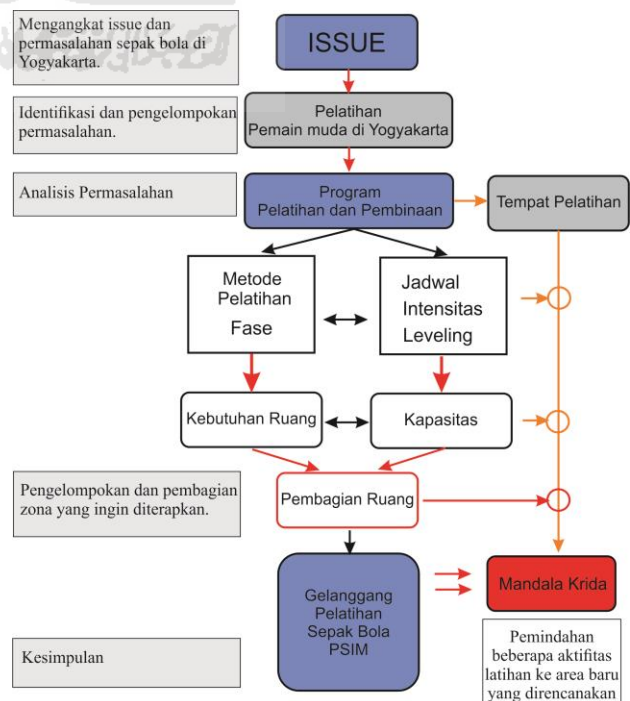 Mengangkat issue dan
permasalahan sepak bola di
Yogyakarta.
ISSUE
Identifikasi dan pengelompokan
permasalahan.
Pelatihan
Pemain muda di Yogyakarta
Analisis Permasalahan
Program
Pelatihan dan Pembinaan
Tempat Pelatihan
Metode
Pelatihan
Fase
Jadwal
Intensitas
Leveling
Kebutuhan Ruang
Kapasitas
Pengelompokan dan pembagian
zona yang ingin diterapkan.
Pembagian Ruang
Gelanggang
Pelatihan
Sepak Bola
PSIM
Mandala Krida
Kesimpulan
Pemindahan
beberapa aktifitas
latihan ke area baru
yang direncanakan